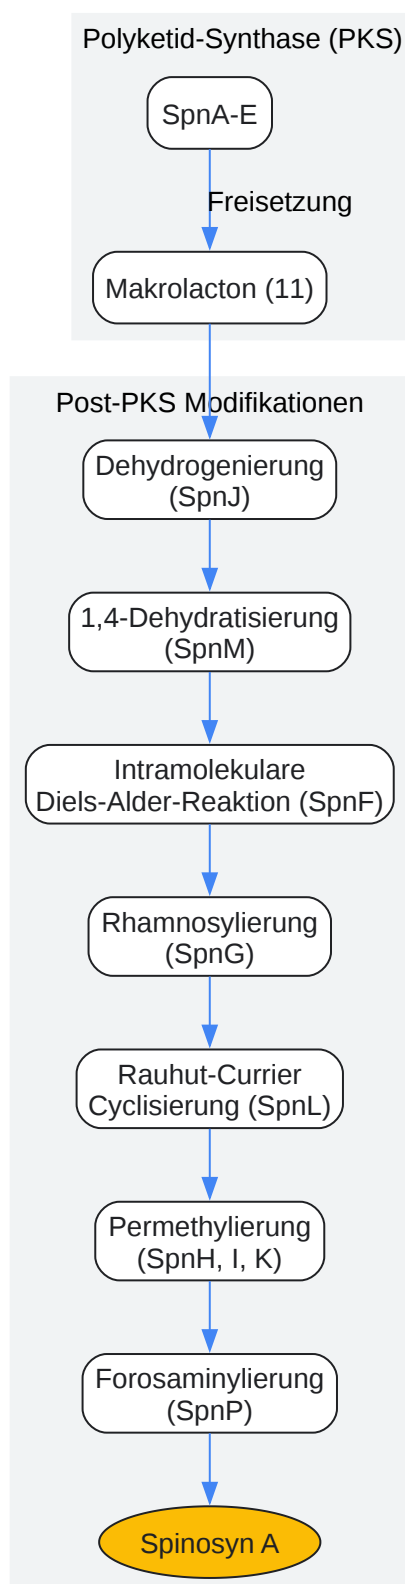 Polyketid-Synthase (PKS)
SpnA-E
Freisetzung
Makrolacton (11)
Post-PKS Modifikationen
Dehydrogenierung
(SpnJ)
1,4-Dehydratisierung
(SpnM)
Intramolekulare
Diels-Alder-Reaktion (SpnF)
Rhamnosylierung
(SpnG)
Rauhut-Currier
Cyclisierung (SpnL)
Permethylierung
(SpnH, I, K)
Forosaminylierung
(SpnP)
Spinosyn A